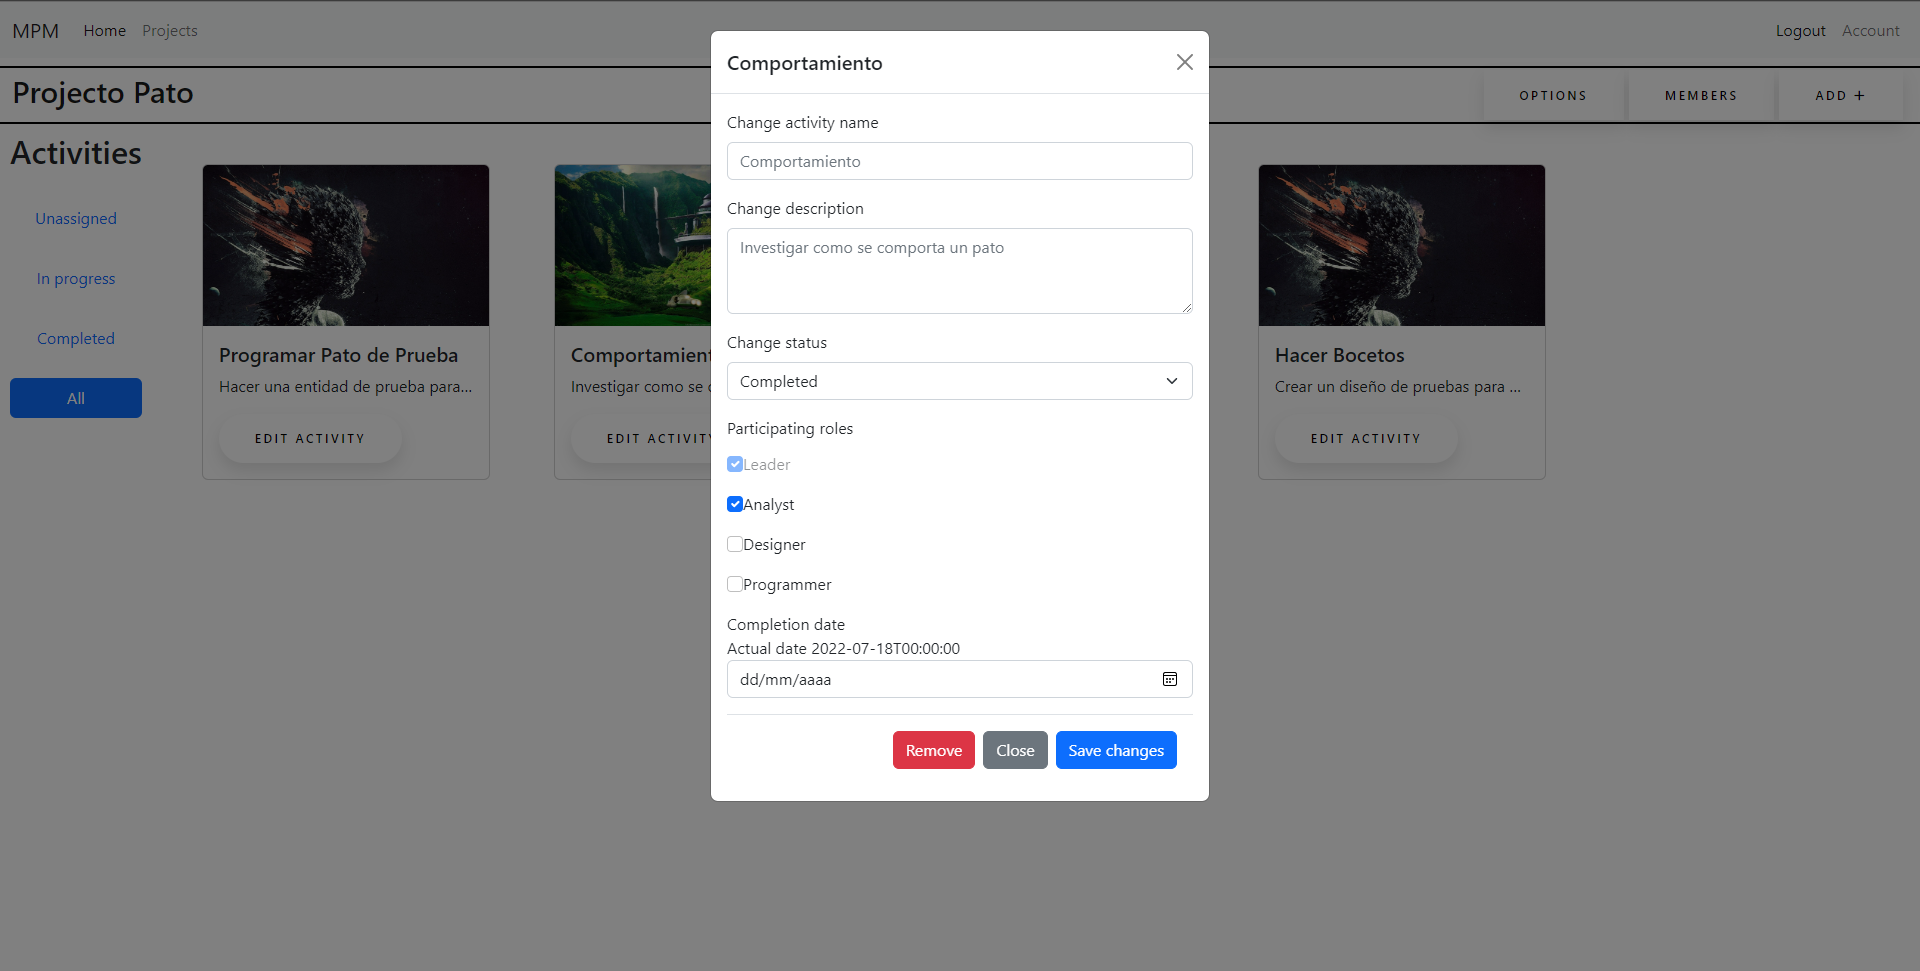 MPM Home Projects Logout Account
Projecto Pato OPTIONS MEMBERS ADD +
Activities
Unassigned
In progress
Completed
All
Programar Pato de Prueba
Hacer una entidad de prueba para...
EDIT ACTIVITY
Investigar como se
EDIT ACTIVITY
Hacer Bocetos
Crear un diseño de pruebas para ...
EDIT ACTIVITY
Comportamiento
Change activity name
Comportamiento
Change description
Investigar como se comporta un pato
Change status
Completed
Participating roles
Leader
Analyst
Designer
Programmer
Completion date
Actual date 2022-07-18T00:00:00
dd/mm/aaaa
Remove Close Save changes